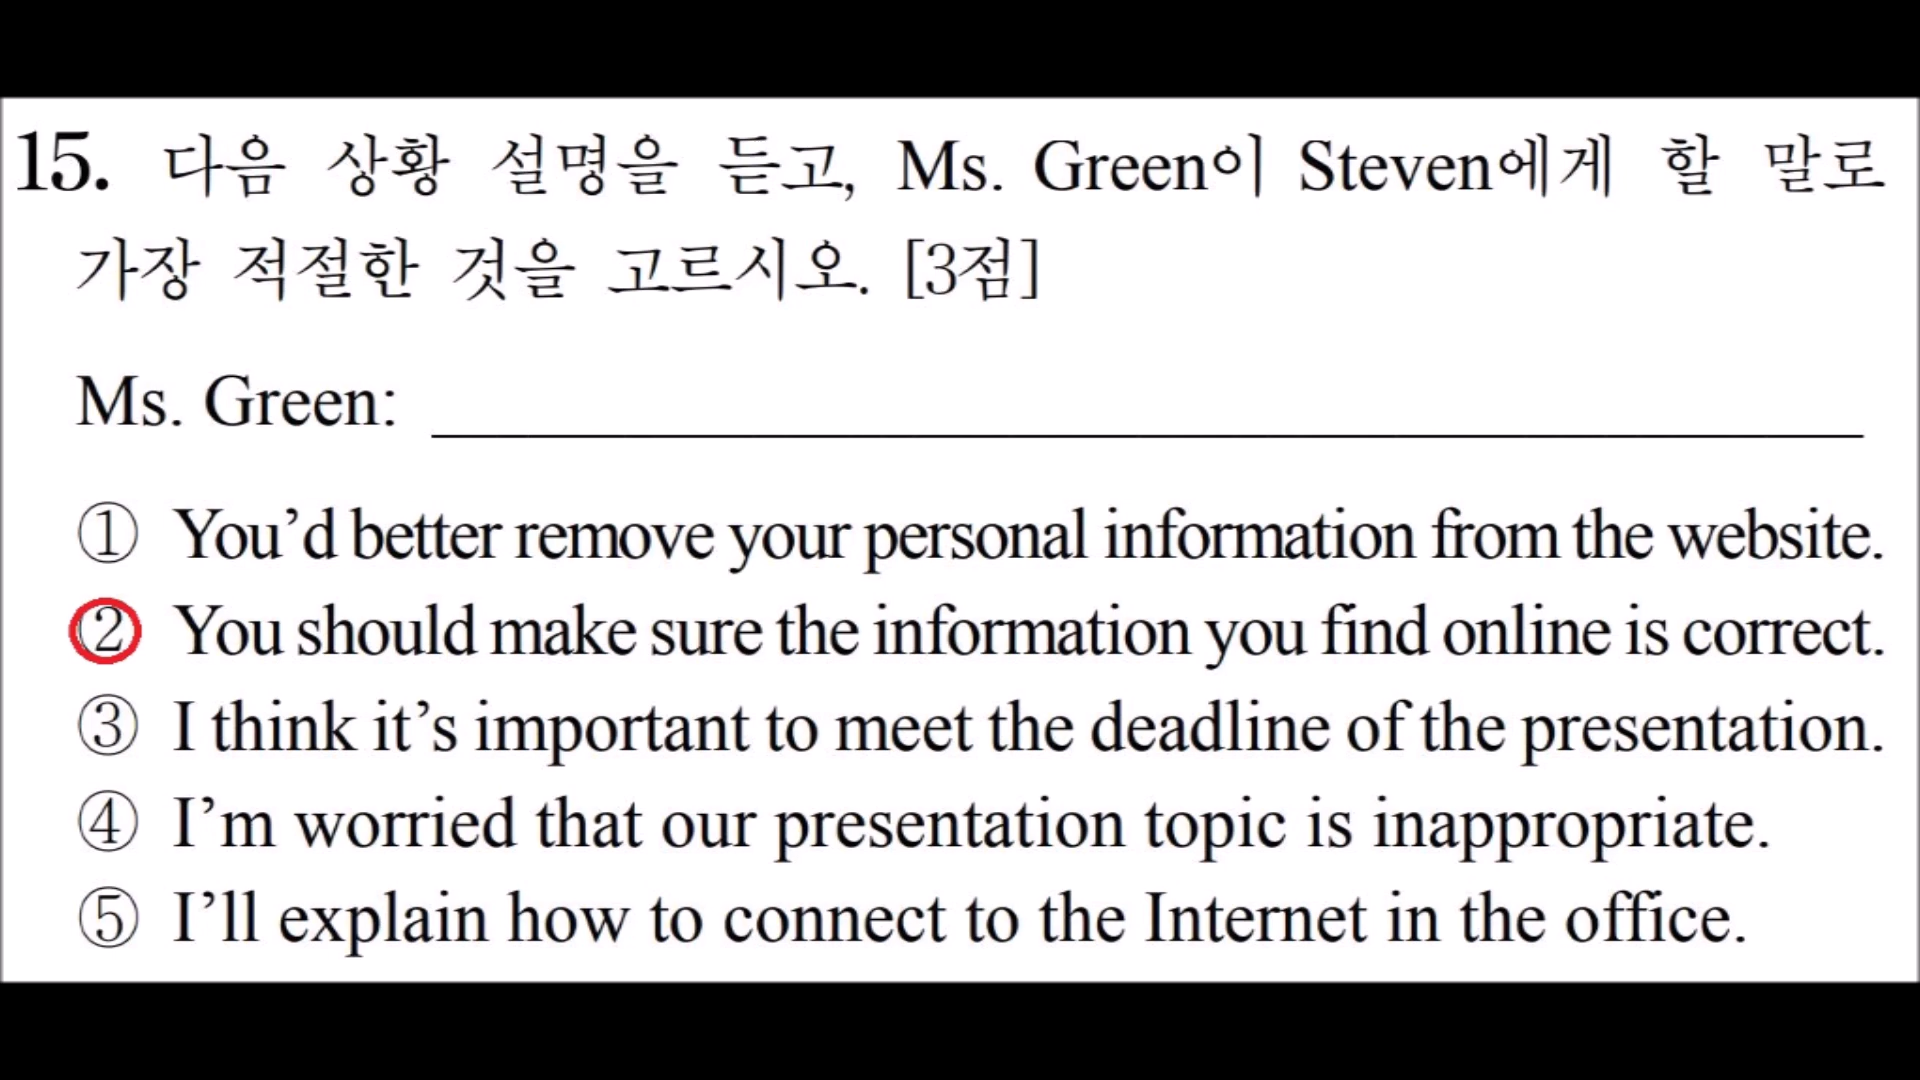 15. 다음 상황 설명을 듣고, Ms. Green이 Steven에게 할 말로
가장 적절한 것을 고르시오. [3점]
Ms. Green: 
① You’d better remove your personal information from the website.
② You should make sure the information you find online is correct.
③ I think it’s important to meet the deadline of the presentation.
④ I’m worried that our presentation topic is inappropriate.
⑤ I’ll explain how to connect to the Internet in the office.